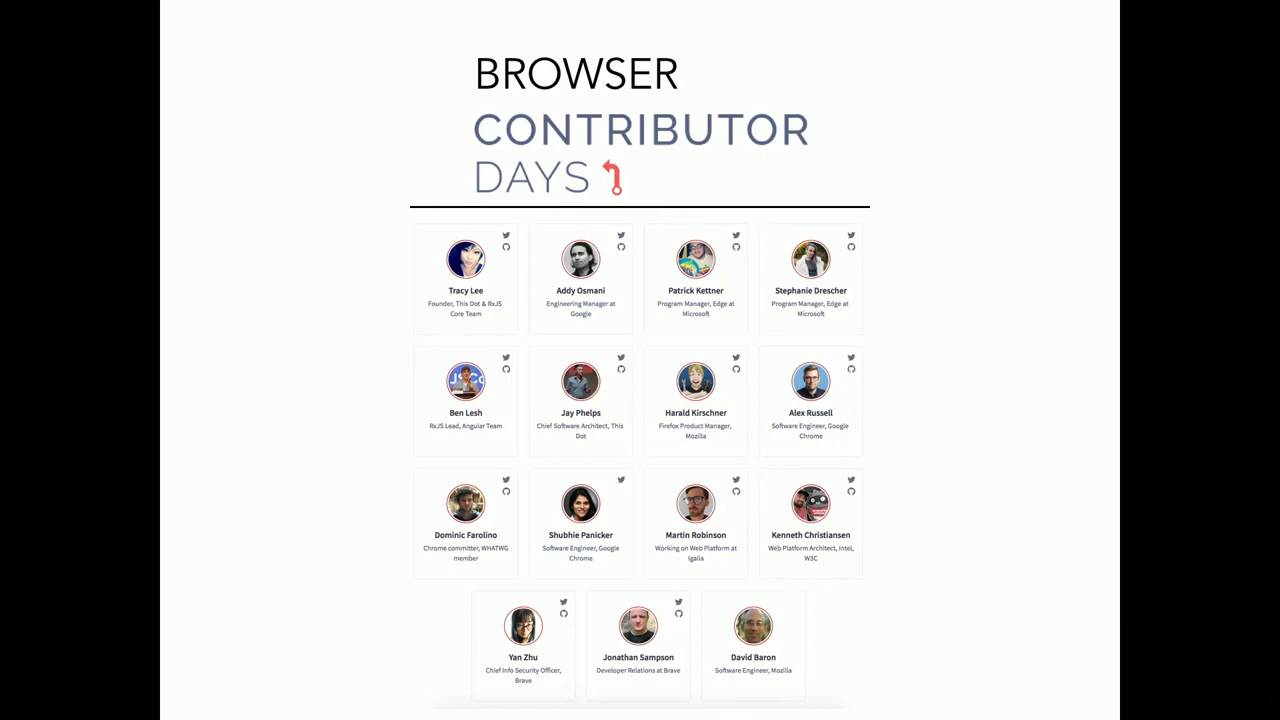 BROWSER
CONTRIBUTOR
DAYS
Tracy Lee
Founder, This Dot & RxJS
Core Team
Addy Osmani
Engineering Manager at
Google
Patrick Kettner
Program Manager, Edge at
Microsoft
Stephanie Drescher
Program Manager, Edge at
Microsoft
Ben Lesh
RxJS Lead, Angular Team
Jay Phelps
Chief Software Architect, This
Dot
Harald Kirschner
Firefox Product Manager,
Mozilla
Alex Russell
Software Engineer, Google
Chrome
Dominic Farolino
Chrome committer, WHATWG
member
Shubhie Panicker
Software Engineer, Google
Chrome
Martin Robinson
Working on Web Platform at
Igalia
Kenneth Christiansen
Web Platform Architect, Intel,
W3C
Yan Zhu
Chief Info Security Officer,
Brave
Jonathan Sampson
Developer Relations at Brave
David Baron
Software Engineer, Mozilla